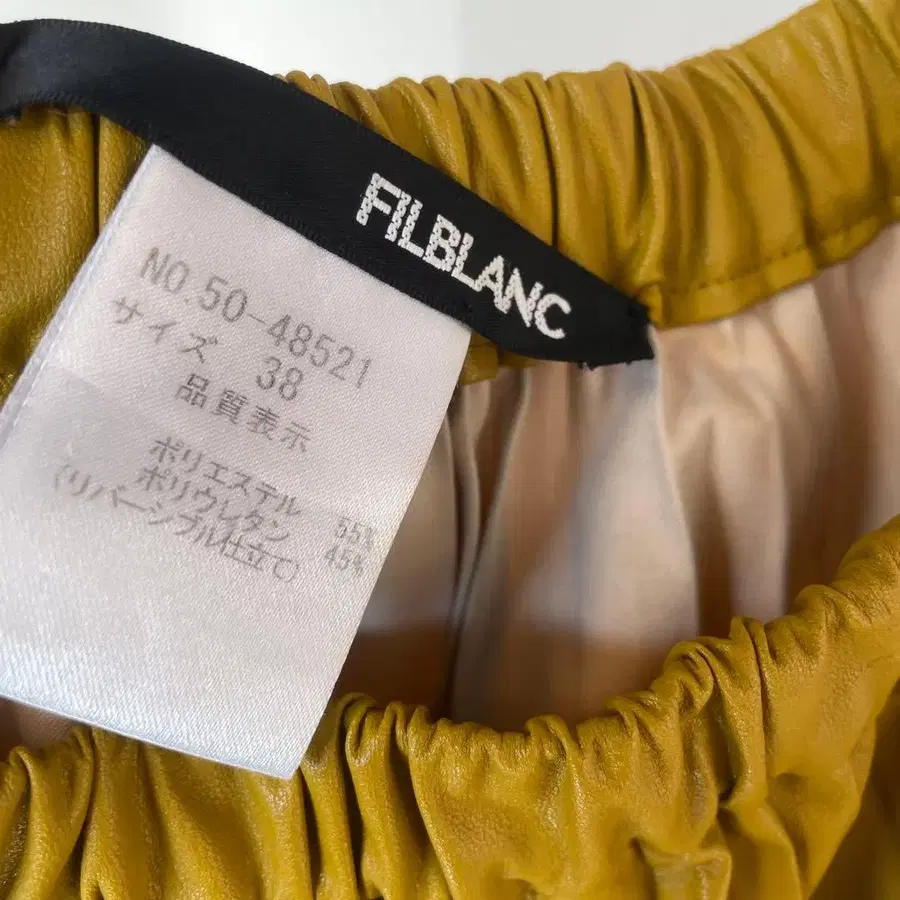 FILBLANC
NO.50-48521
サイズ 38
品質表示
ポリエステル 55%
ポリウレタン 45%
(リバーシブル仕立て)